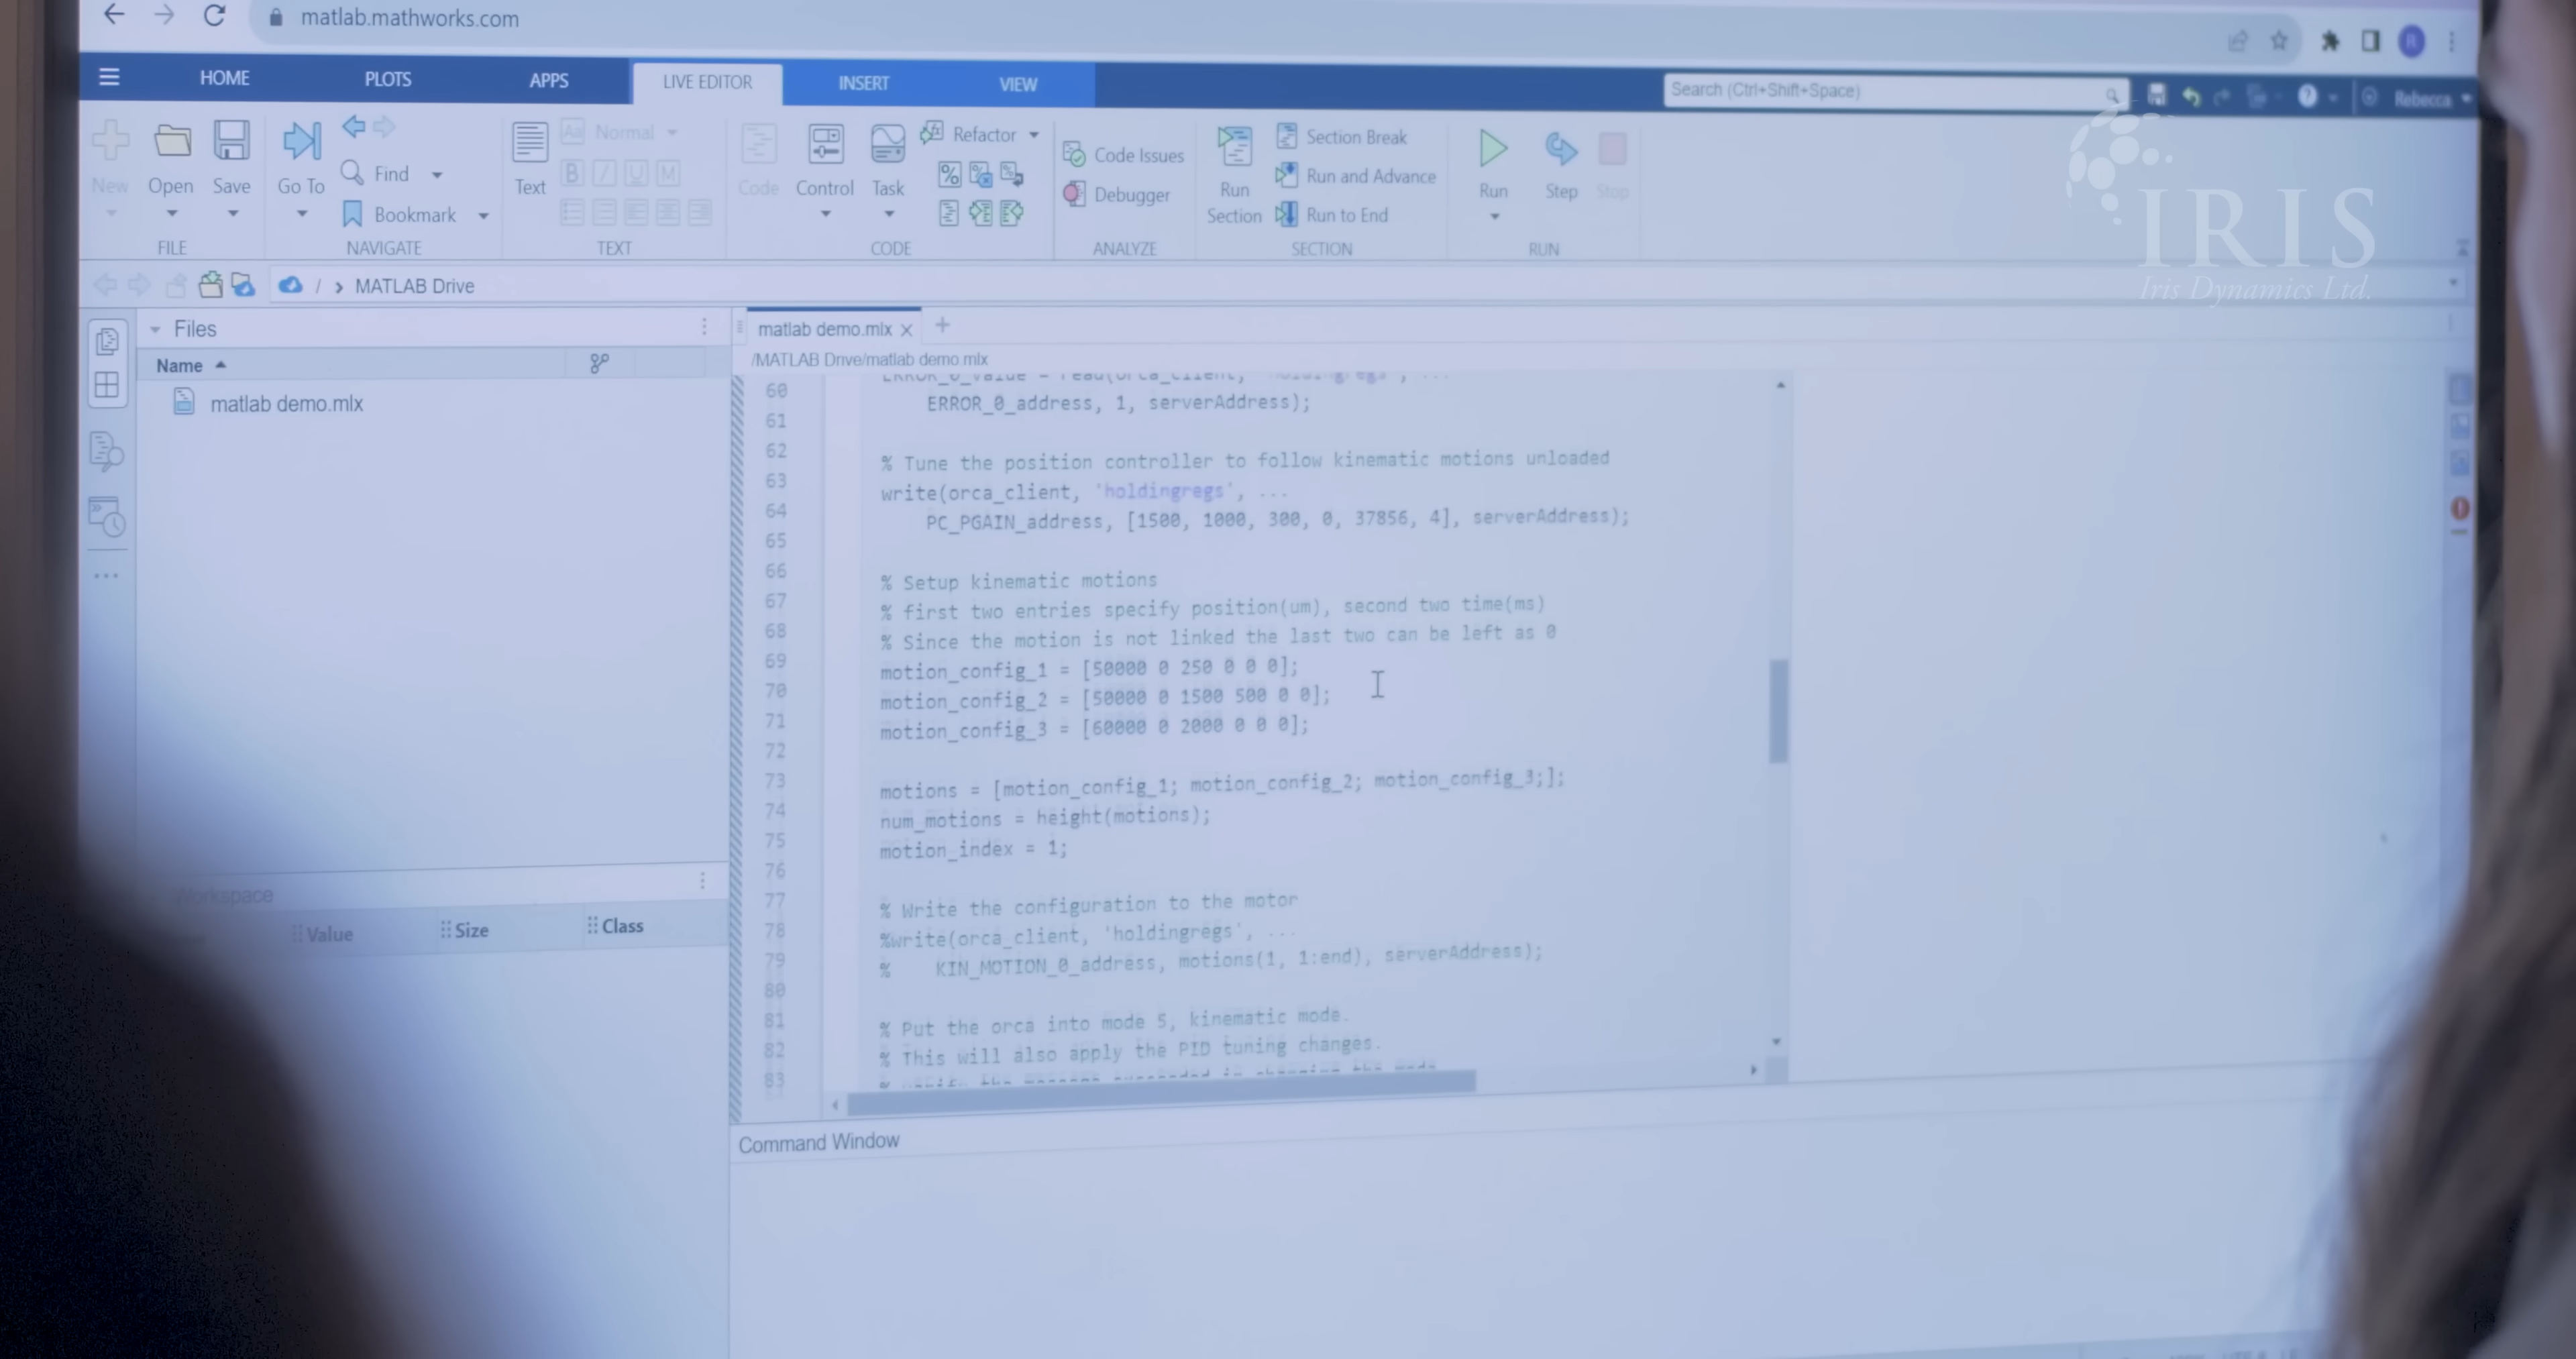 matlab.mathworks.com
HOME PLOTS APPS LIVE EDITOR INSERT VIEW
Search (Ctrl+Shift+Space)
Rebecca
R
New Open Save
FILE
Go To Find Bookmark
NAVIGATE
Text Aa Normal
B I U M
TEXT
Code Control Task Refactor
CODE
Code Issues
Debugger
ANALYZE
Run Section
Section Break
Run and Advance
Run to End
SECTION
Run Step Stop
RUN
IRIS
Iris Dynamics Ltd.
/ > MATLAB Drive
Files
Name
matlab demo.mlx
Workspace
Value Size Class
matlab demo.mlx
/MATLAB Drive/matlab demo.mlx
ERROR_0_value = read(orca_client, 'holdingregs', ...
60 ERROR_0_address, 1, serverAddress);
61
62 % Tune the position controller to follow kinematic motions unloaded
63 write(orca_client, 'holdingregs', ...
64 PC_PGAIN_address, [1500, 1000, 300, 0, 37856, 4], serverAddress);
65
66 % Setup kinematic motions
67 % first two entries specify position(um), second two time(ms)
68 % Since the motion is not linked the last two can be left as 0
69 motion_config_1 = [50000 0 250 0 0 0];
70 motion_config_2 = [50000 0 1500 500 0 0];
71 motion_config_3 = [60000 0 2000 0 0 0];
72
73 motions = [motion_config_1; motion_config_2; motion_config_3;];
74 num_motions = height(motions);
75 motion_index = 1;
76
77 % Write the configuration to the motor
78 %write(orca_client, 'holdingregs', ...
79 % KIN_MOTION_0_address, motions(1, 1:end), serverAddress);
80
81 % Put the orca into mode 5, kinematic mode.
82 % This will also apply the PID tuning changes.
83
Command Window